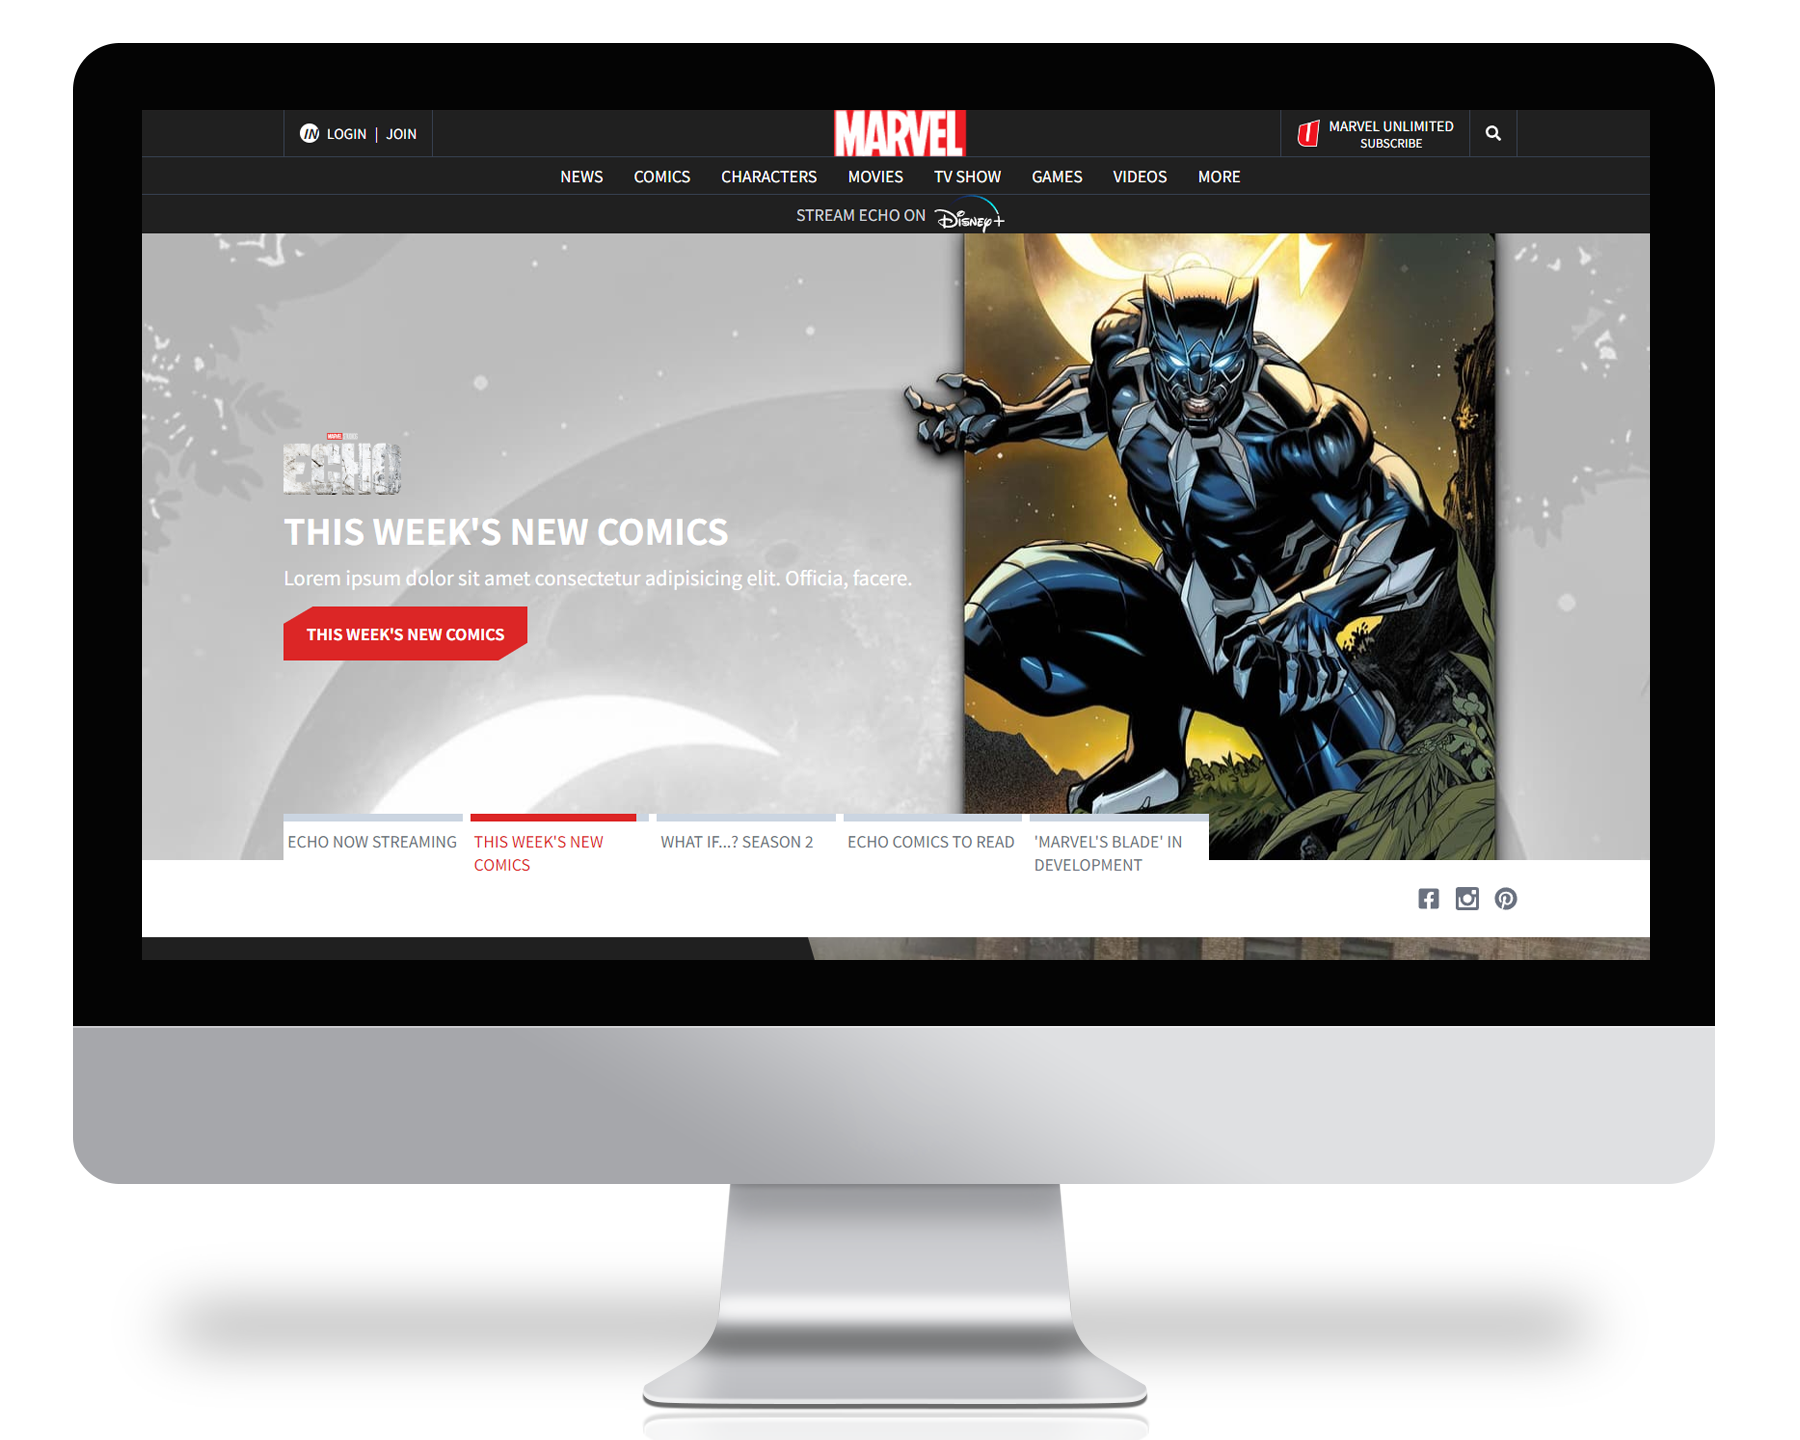 IN LOGIN | JOIN
MARVEL
MARVEL UNLIMITED
SUBSCRIBE
NEWS COMICS CHARACTERS MOVIES TV SHOW GAMES VIDEOS MORE
STREAM ECHO ON Disney+
MARVEL
ECHO
THIS WEEK'S NEW COMICS
Lorem ipsum dolor sit amet consectetur adipisicing elit. Officia, facere.
THIS WEEK'S NEW COMICS
ECHO NOW STREAMING
THIS WEEK'S NEW
COMICS
WHAT IF...? SEASON 2
ECHO COMICS TO READ
'MARVEL'S BLADE' IN
DEVELOPMENT